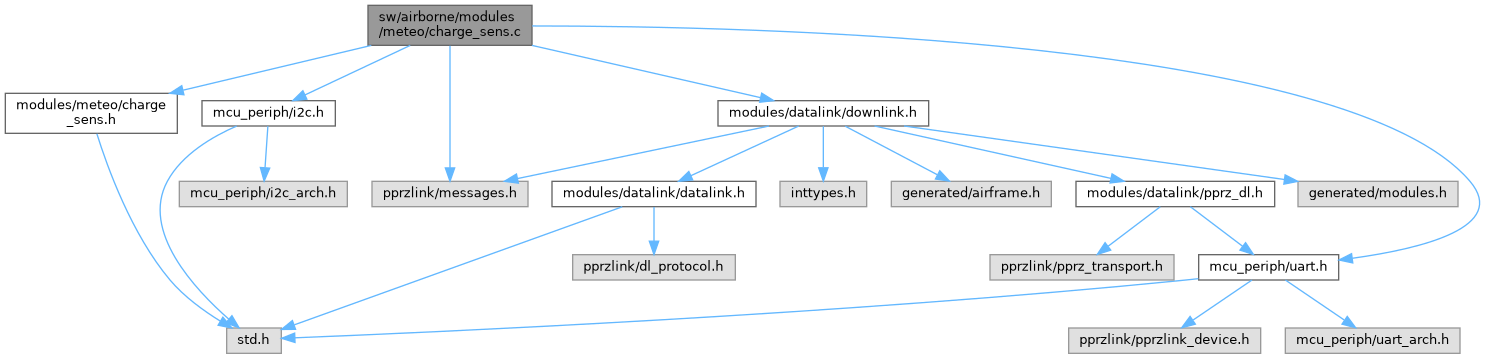 sw/airborne/modules
/meteo/charge_sens.c
modules/meteo/charge
_sens.h
mcu_periph/i2c.h
modules/datalink/downlink.h
mcu_periph/i2c_arch.h
pprzlink/messages.h
modules/datalink/datalink.h
inttypes.h
generated/airframe.h
modules/datalink/pprz_dl.h
generated/modules.h
pprzlink/dl_protocol.h
pprzlink/pprz_transport.h
mcu_periph/uart.h
std.h
pprzlink/pprzlink_device.h
mcu_periph/uart_arch.h